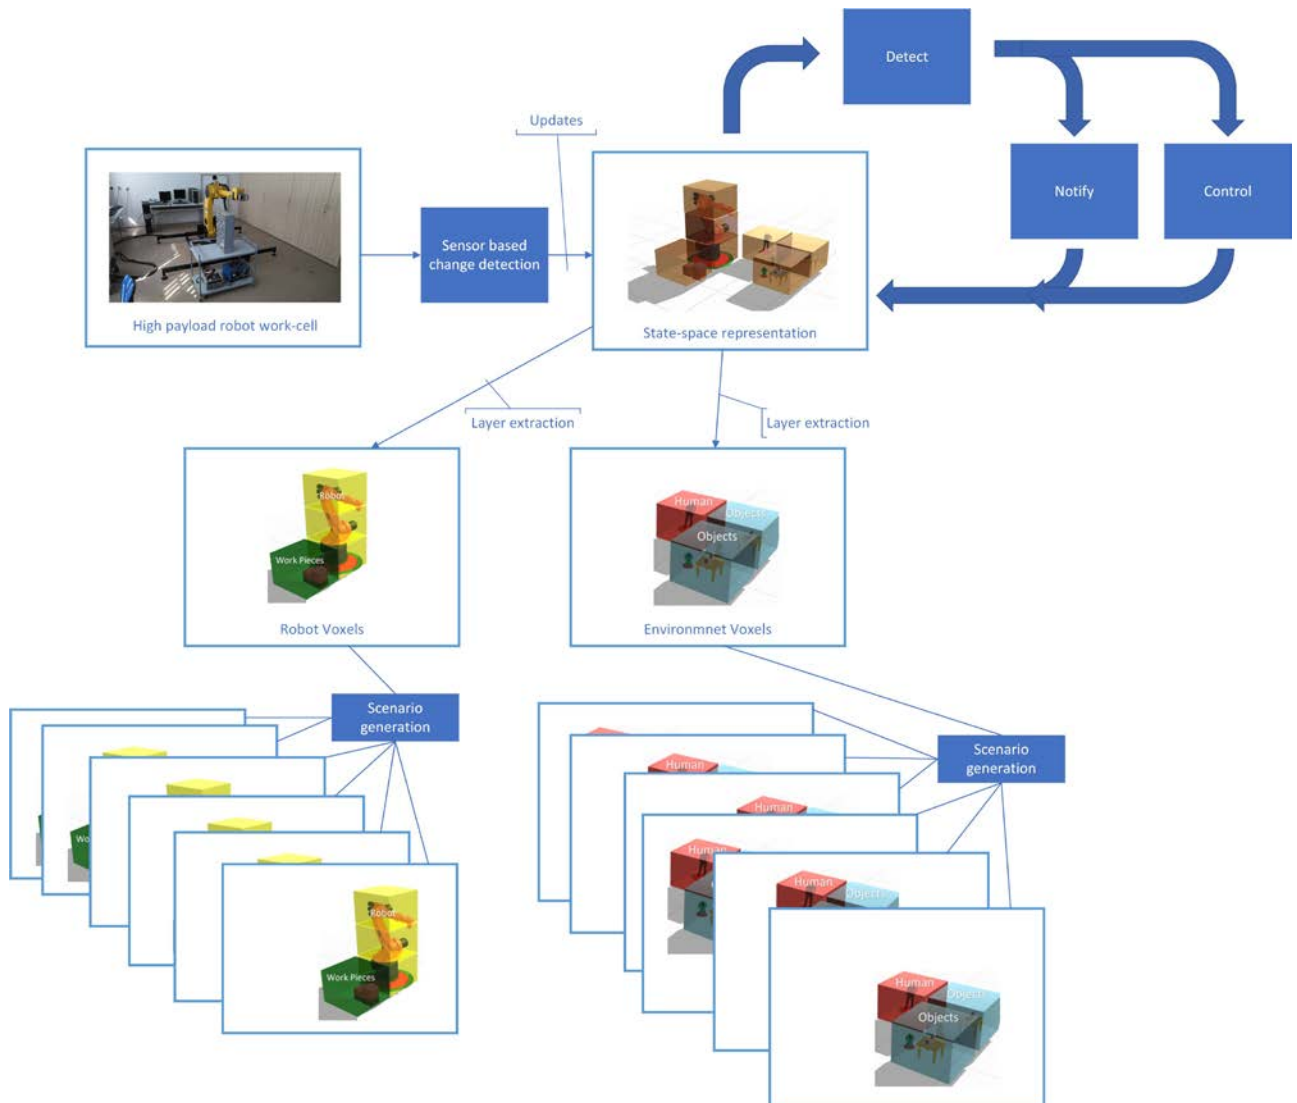 Detect
Updates
Notify
Control
Sensor based
change detection
High payload robot work-cell
State-space representation
Layer extraction
Layer extraction
Robot
Work Pieces
Human
Objects
Objects
Robot Voxels
Environmnet Voxels
Scenario
generation
Scenario
generation
Human
Human
Human
Human
Object
Robot
Work Pieces
Human
Objects